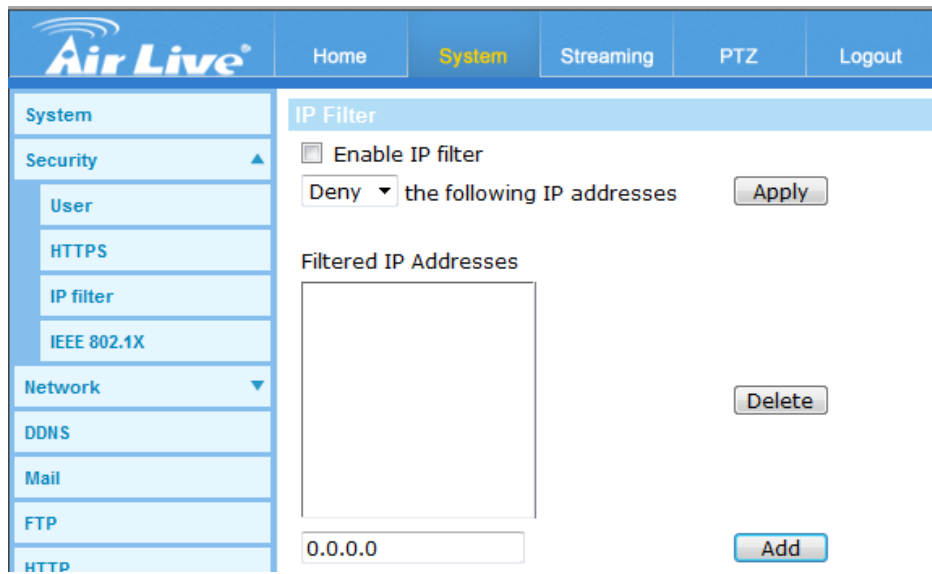 Air Live®
Home System Streaming PTZ Logout
System
Security
User
HTTPS
IP filter
IEEE 802.1X
Network
DDNS
Mail
FTP
HTTP
IP Filter
Enable IP filter
Deny the following IP addresses Apply
Filtered IP Addresses
Delete
0.0.0.0 Add